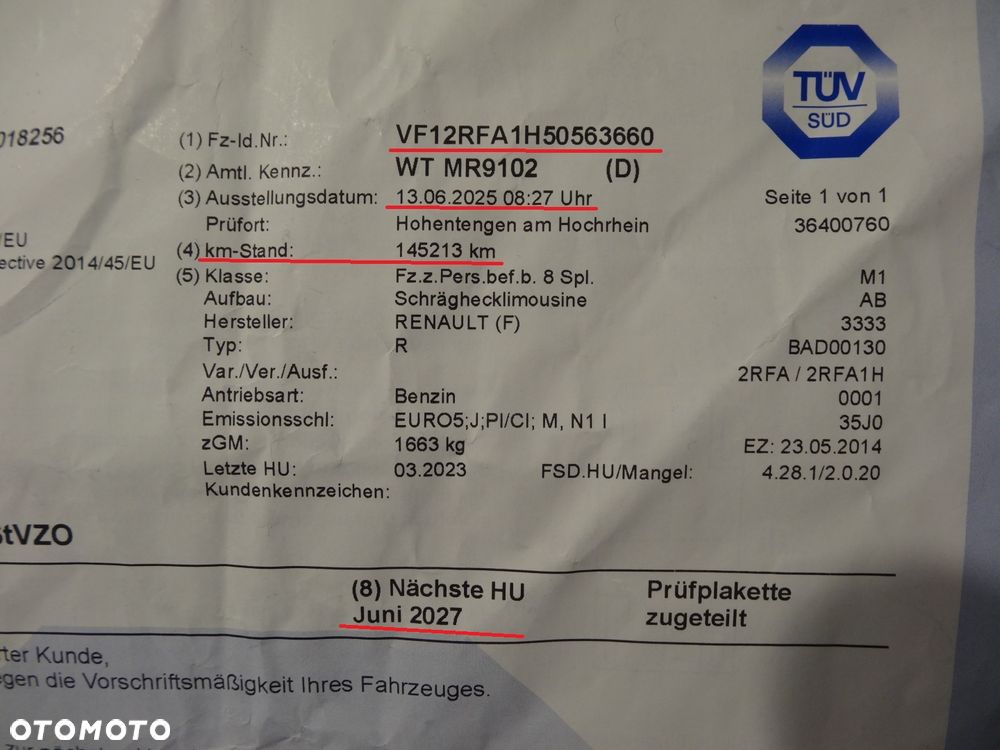 TÜV
SÜD
018256
(1) Fz-Id.Nr.: VF12RFA1H50563660
(2) Amtl. Kennz.: WT MR9102 (D)
(3) Ausstellungsdatum: 13.06.2025 08:27 Uhr Seite 1 von 1
Prüfort: Hohentengen am Hochrhein 36400760
/EU
(4) km-Stand: 145213 km
ective 2014/45/EU
(5) Klasse: Fz.z.Pers.bef.b. 8 Spl. M1
Aufbau: Schräghecklimousine AB
Hersteller: RENAULT (F) 3333
Typ: R BAD00130
Var./Ver./Ausf.: 2RFA / 2RFA1H
Antriebsart: Benzin 0001
Emissionsschl: EURO5;J;PI/CI; M, N1 I 35J0
zGM: 1663 kg EZ: 23.05.2014
Letzte HU: 03.2023 FSD.HU/Mangel: 4.28.1/2.0.20
Kundenkennzeichen:
StVZO
(8) Nächste HU Prüfplakette
Juni 2027 zugeteilt
rter Kunde,
egen die Vorschriftsmäßigkeit Ihres Fahrzeuges.
OTOMOTO